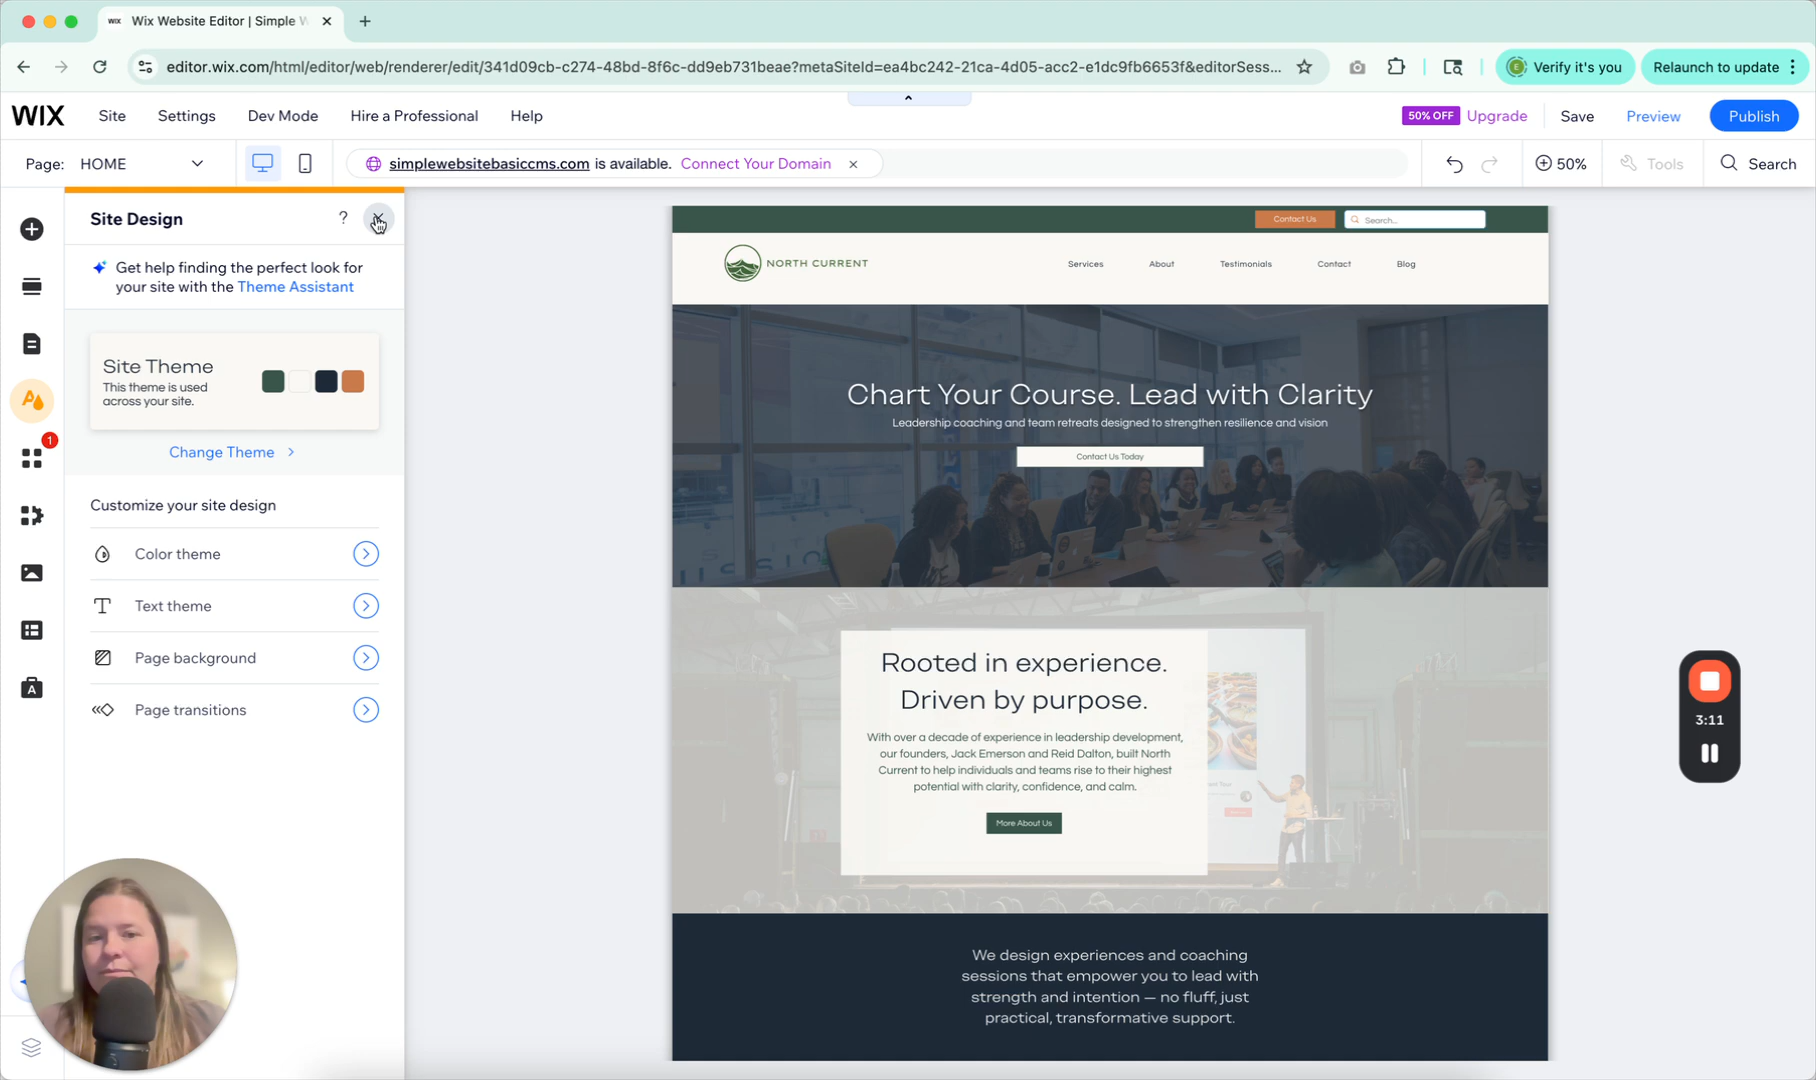 WIX Wix Website Editor | Simple W
editor.wix.com/html/editor/web/renderer/edit/341d09cb-c274-48bd-8f6c-dd9eb731beae?metaSiteId=ea4bc242-21ca-4d05-acc2-e1dc9fb6653f&editorSess...
E Verify it's you
Relaunch to update
WIX
Site
Settings
Dev Mode
Hire a Professional
Help
50% OFF
Upgrade
Save
Preview
Publish
Page: HOME
simplewebsitebasiccms.com is available. Connect Your Domain
50%
Tools
Search
Site Design
?
Get help finding the perfect look for
your site with the Theme Assistant
Site Theme
This theme is used
across your site.
Change Theme
1
Customize your site design
Color theme
Text theme
Page background
Page transitions
Contact Us
Search...
NORTH CURRENT
Services
About
Testimonials
Contact
Blog
Chart Your Course. Lead with Clarity
Leadership coaching and team retreats designed to strengthen resilience and vision
Contact Us Today
Rooted in experience.
Driven by purpose.
With over a decade of experience in leadership development,
our founders, Jack Emerson and Reid Dalton, built North
Current to help individuals and teams rise to their highest
potential with clarity, confidence, and calm.
More About Us
We design experiences and coaching
sessions that empower you to lead with
strength and intention — no fluff, just
practical, transformative support.
3:11